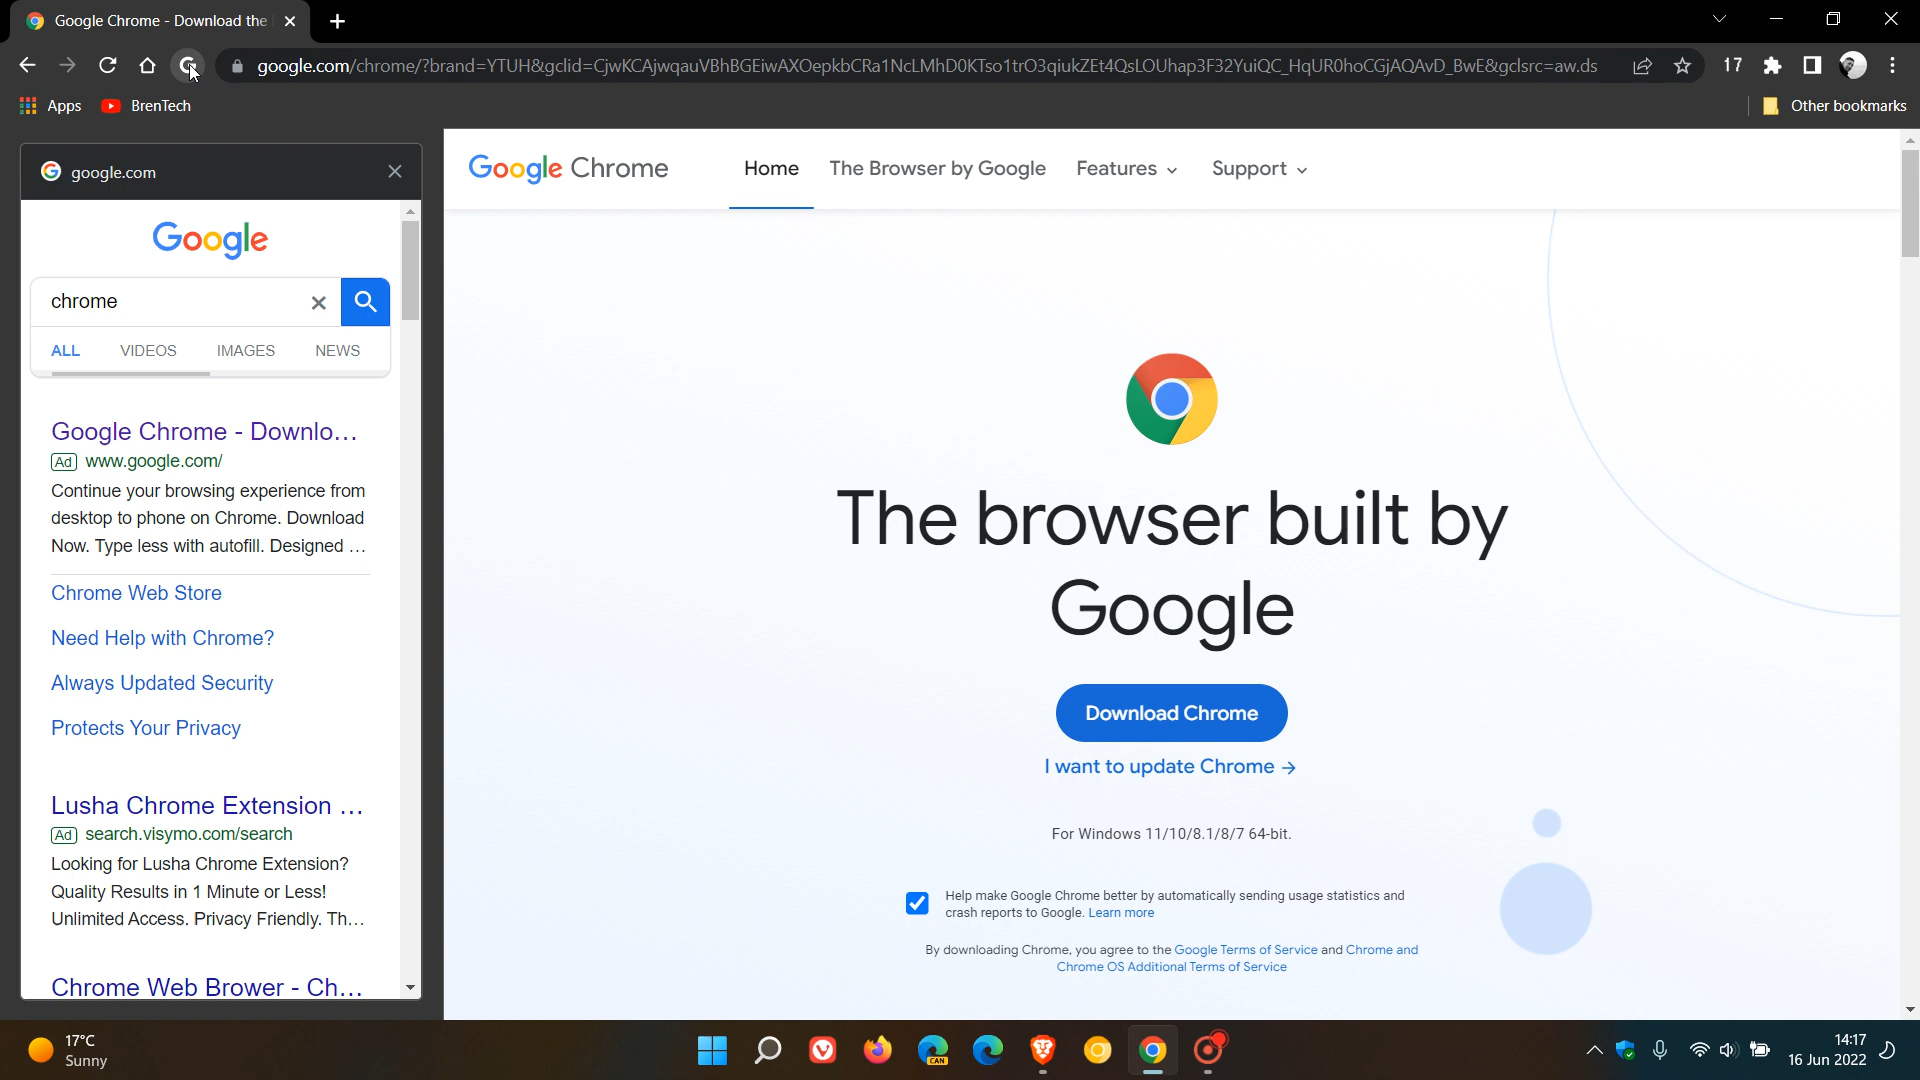 Google Chrome - Download the
google.com/chrome/?brand=YTUH&gclid=CjwKCAjwqauVBhBGEiwAXOepkbCRa1NcLMhD0KTso1trO3qiukZEt4QsLOUhap3F32YuiQC_HqUR0hoCGjAQAvD_BwE&gclsrc=aw.ds
17
Apps
BrenTech
Other bookmarks
google.com
Google
chrome
ALL VIDEOS IMAGES NEWS
Google Chrome - Downlo...
Ad www.google.com/
Continue your browsing experience from
desktop to phone on Chrome. Download
Now. Type less with autofill. Designed ...
Chrome Web Store
Need Help with Chrome?
Always Updated Security
Protects Your Privacy
Lusha Chrome Extension ...
Ad search.visymo.com/search
Looking for Lusha Chrome Extension?
Quality Results in 1 Minute or Less!
Unlimited Access. Privacy Friendly. Th...
Chrome Web Brower - Ch...
Google Chrome
Home The Browser by Google Features Support
The browser built by
Google
Download Chrome
I want to update Chrome →
For Windows 11/10/8.1/8/7 64-bit.
Help make Google Chrome better by automatically sending usage statistics and
crash reports to Google. Learn more
By downloading Chrome, you agree to the Google Terms of Service and Chrome and
Chrome OS Additional Terms of Service
17°C
Sunny
CAN
14:17
16 Jun 2022